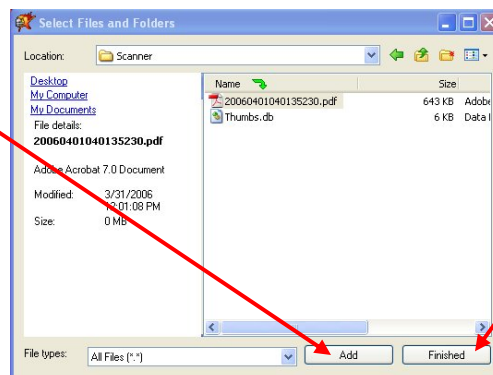 Select Files and Folders
Location: Scanner
Desktop
My Computer
My Documents
File details:
20060401040135230.pdf
Adobe Acrobat 7.0 Document
Modified: 3/31/2006
12:01:08 PM
Size: 0 MB
Name Size
20060401040135230.pdf 643 KB Adobe
Thumbs.db 6 KB Data
File types: All Files (*.*) Add Finished